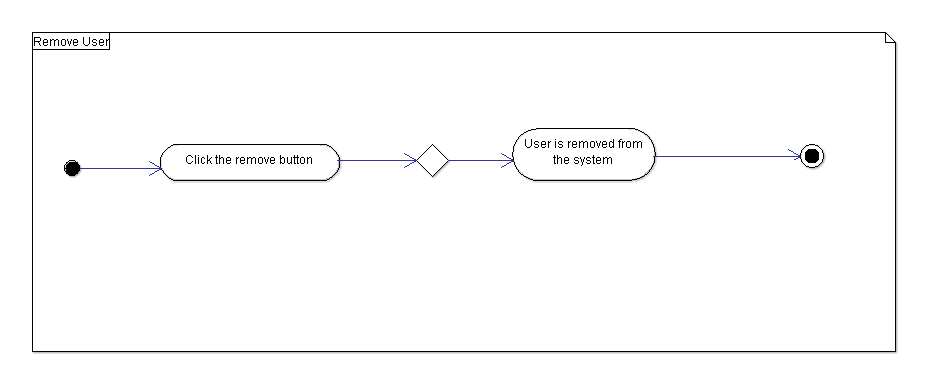 Remove User
Click the remove button
User is removed from
the system